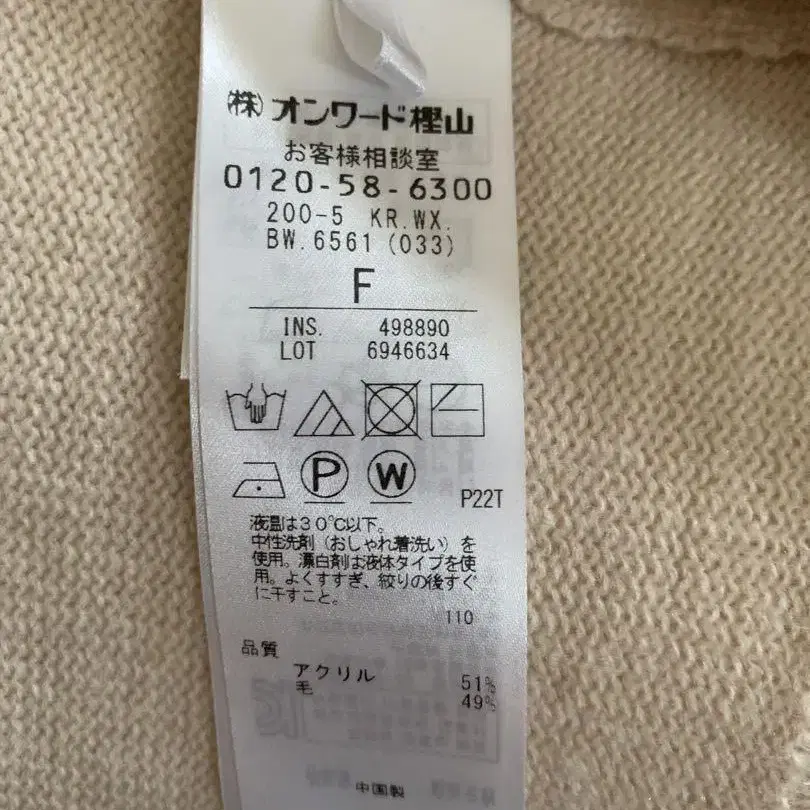 ㈱オンワード樫山
お客様相談室
0120-58-6300
200-5 KR.WX.
BW.6561(033)
F
INS. 498890
LOT 6946634
P W P22T
液温は30℃以下。
中性洗剤(おしゃれ着洗い)を
使用。漂白剤は液体タイプを使
用。よくすすぎ、絞りの後すぐ
に干すこと。
110
品質
アクリル 51%
毛 49%
中国製